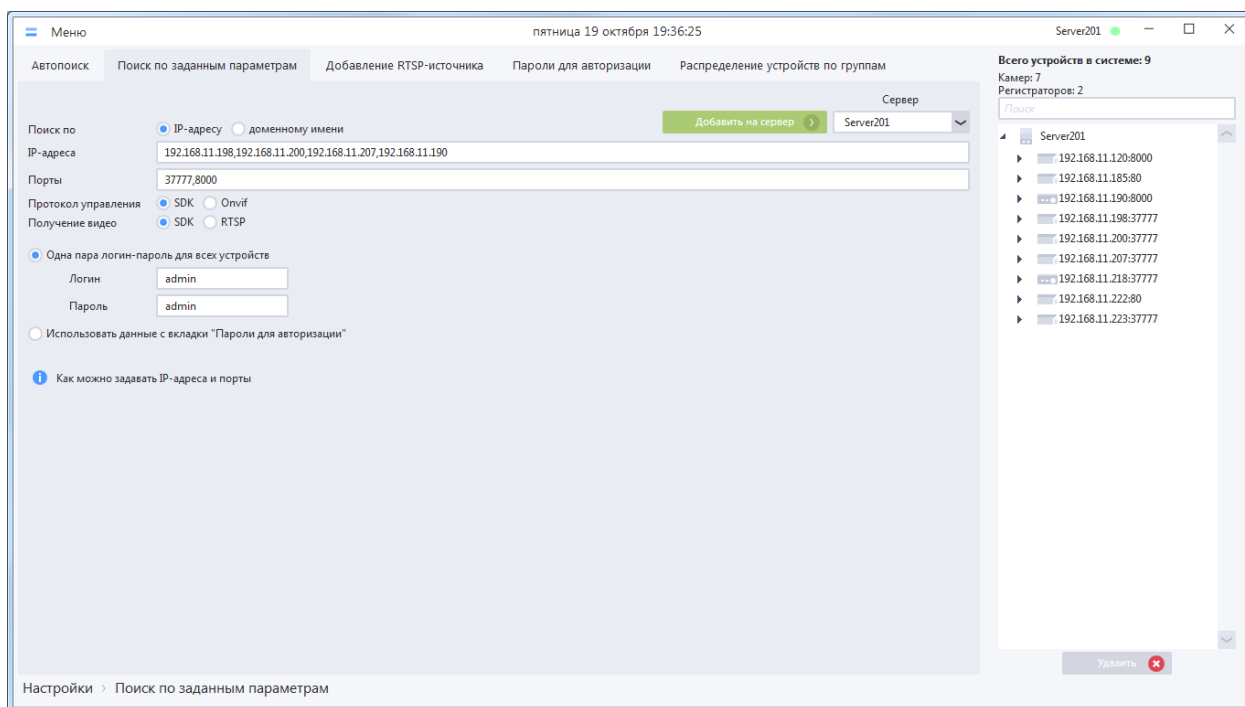 Меню
пятница 19 октября 19:36:25
Server201
Автопоиск
Поиск по заданным параметрам
Добавление RTSP-источника
Пароли для авторизации
Распределение устройств по группам
Сервер
Поиск по
IP-адресу
доменному имени
Добавить на сервер
Server201
IP-адреса
192.168.11.198,192.168.11.200,192.168.11.207,192.168.11.190
Порты
37777,8000
Протокол управления
SDK
Onvif
Получение видео
SDK
RTSP
Одна пара логин-пароль для всех устройств
Логин
admin
Пароль
admin
Использовать данные с вкладки "Пароли для авторизации"
Как можно задавать IP-адреса и порты
Всего устройств в системе: 9
Камер: 7
Регистраторов: 2
Поиск
Server201
192.168.11.120:8000
192.168.11.185:80
192.168.11.190:8000
192.168.11.198:37777
192.168.11.200:37777
192.168.11.207:37777
192.168.11.218:37777
192.168.11.222:80
192.168.11.223:37777
Удалить
Настройки › Поиск по заданным параметрам